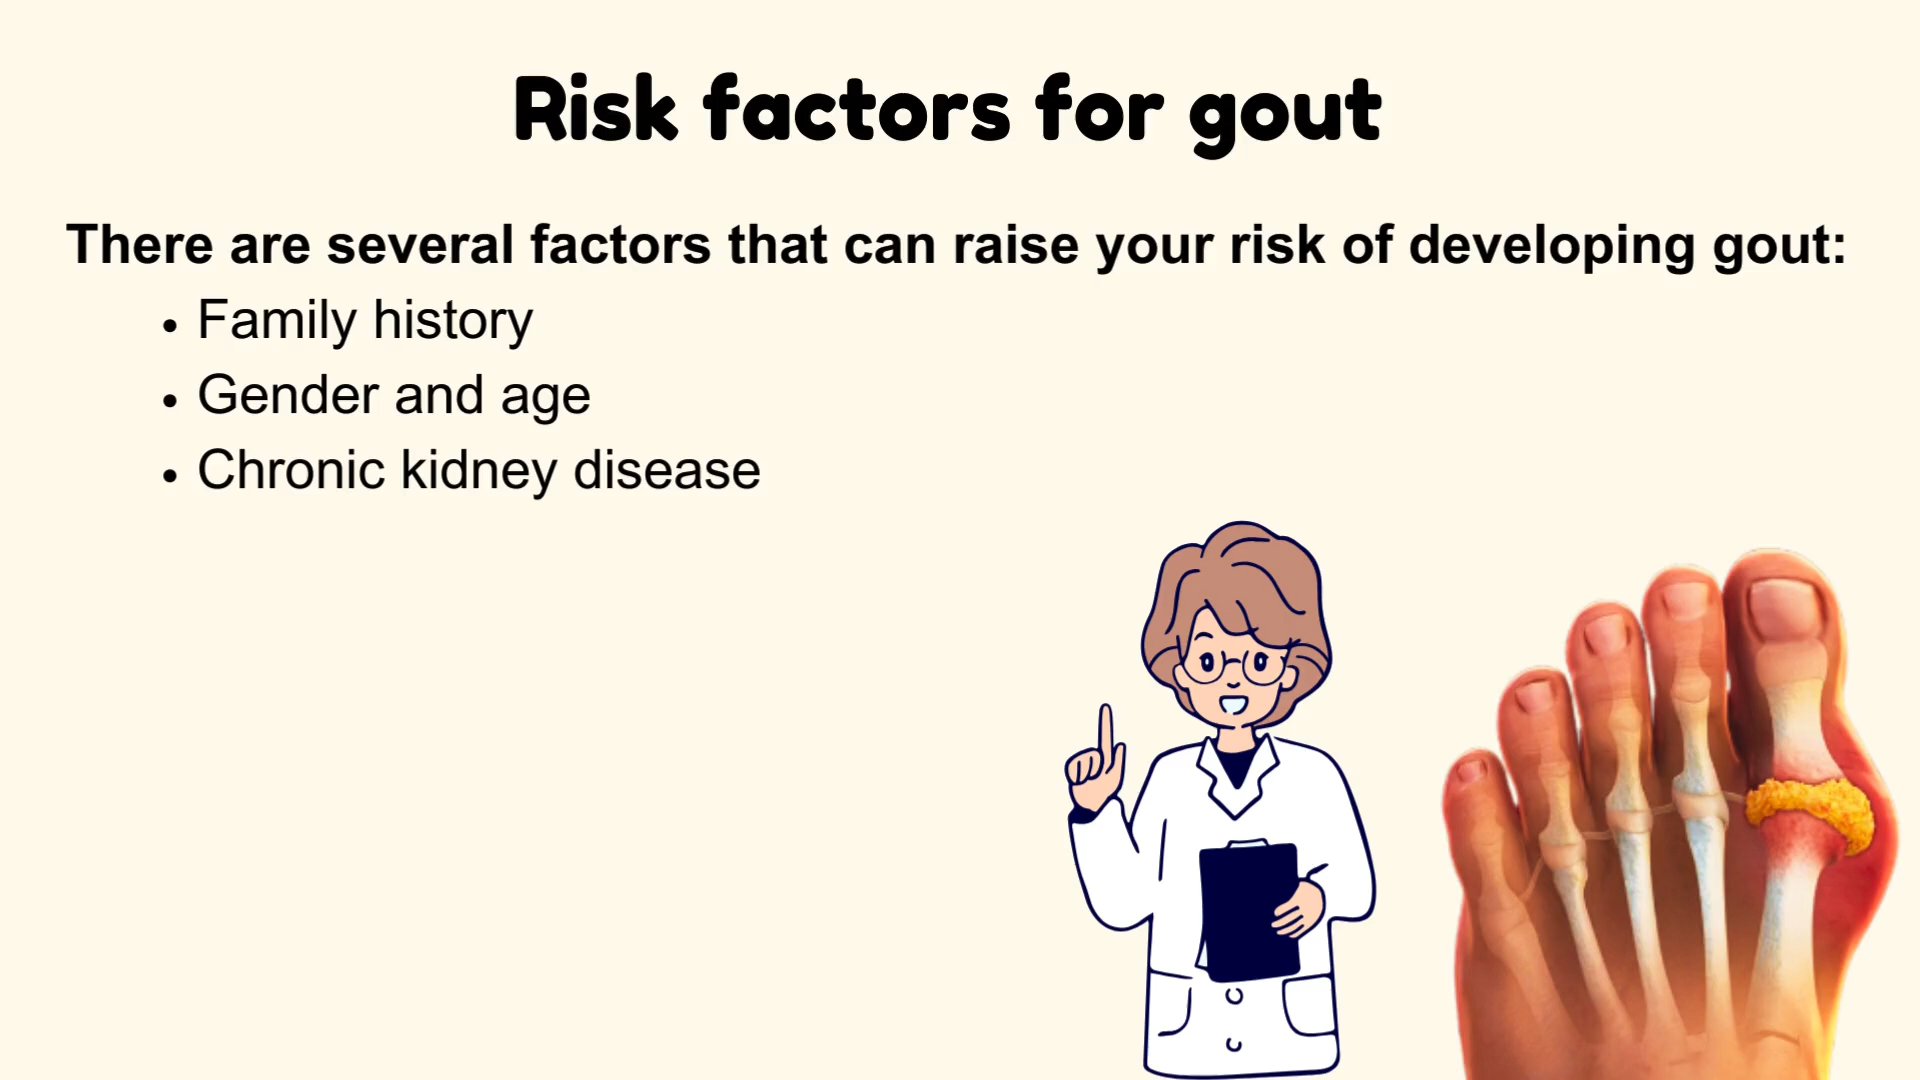 Risk factors for gout
There are several factors that can raise your risk of developing gout:
• Family history
• Gender and age
• Chronic kidney disease